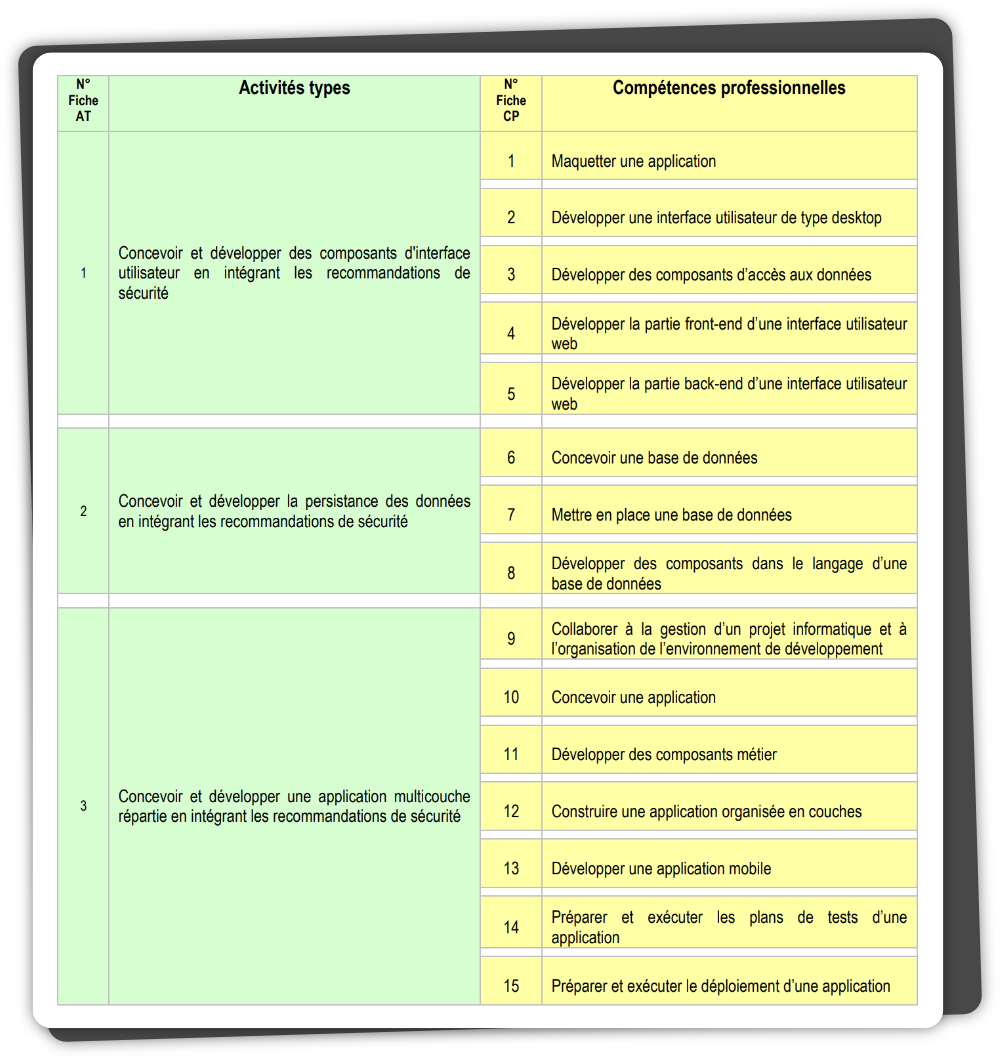 N°
Fiche
AT
Activités types
N°
Fiche
CP
Compétences professionnelles
1
Concevoir et développer des composants d'interface
utilisateur en intégrant les recommandations de
sécurité
1
Maquetter une application
2
Développer une interface utilisateur de type desktop
3
Développer des composants d’accès aux données
4
Développer la partie front-end d’une interface utilisateur
web
5
Développer la partie back-end d’une interface utilisateur
web
2
Concevoir et développer la persistance des données
en intégrant les recommandations de sécurité
6
Concevoir une base de données
7
Mettre en place une base de données
8
Développer des composants dans le langage d’une
base de données
3
Concevoir et développer une application multicouche
répartie en intégrant les recommandations de sécurité
9
Collaborer à la gestion d’un projet informatique et à
l’organisation de l’environnement de développement
10
Concevoir une application
11
Développer des composants métier
12
Construire une application organisée en couches
13
Développer une application mobile
14
Préparer et exécuter les plans de tests d’une
application
15
Préparer et exécuter le déploiement d’une application